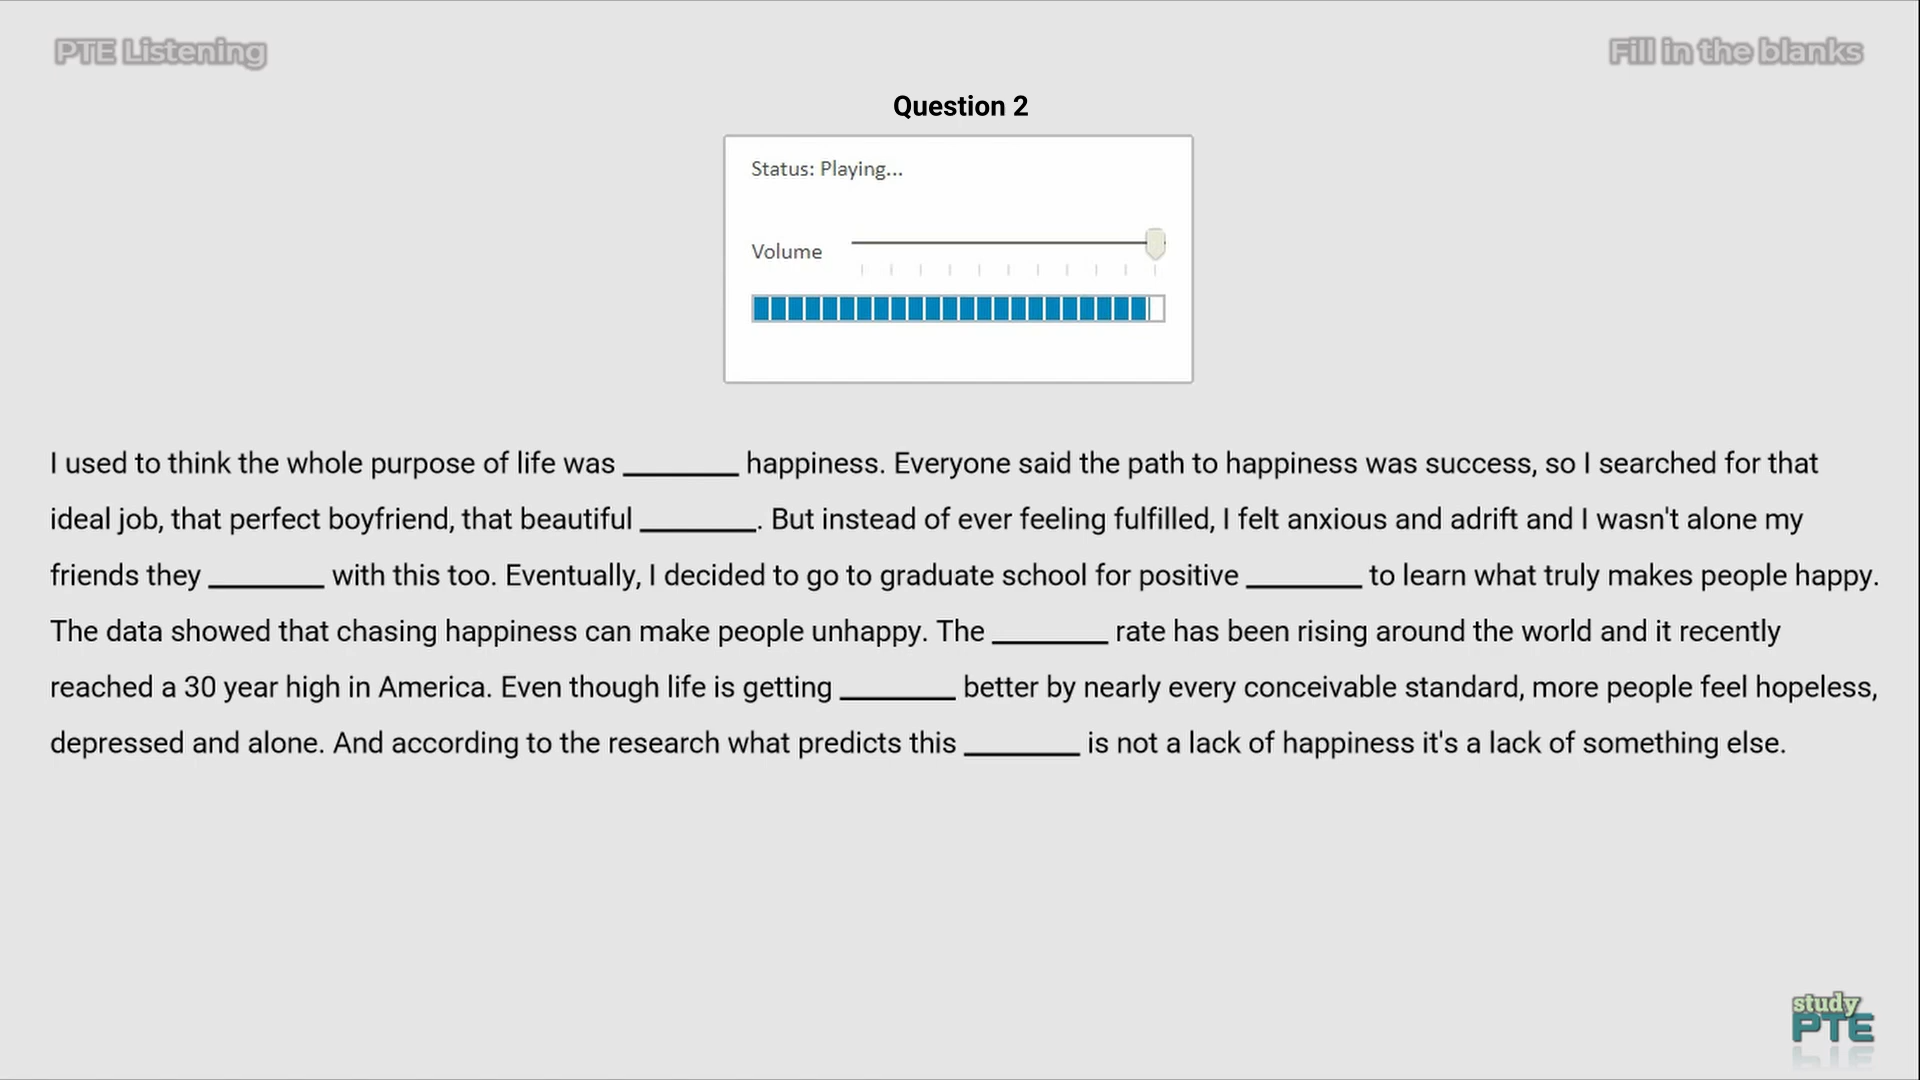 PTE Listening
Fill in the blanks
Question 2
Status: Playing...
Volume
I used to think the whole purpose of life was ________ happiness. Everyone said the path to happiness was success, so I searched for that
ideal job, that perfect boyfriend, that beautiful ________. But instead of ever feeling fulfilled, I felt anxious and adrift and I wasn't alone my
friends they ________ with this too. Eventually, I decided to go to graduate school for positive ________ to learn what truly makes people happy.
The data showed that chasing happiness can make people unhappy. The ________ rate has been rising around the world and it recently
reached a 30 year high in America. Even though life is getting ________ better by nearly every conceivable standard, more people feel hopeless,
depressed and alone. And according to the research what predicts this ________ is not a lack of happiness it's a lack of something else.
study
PTE